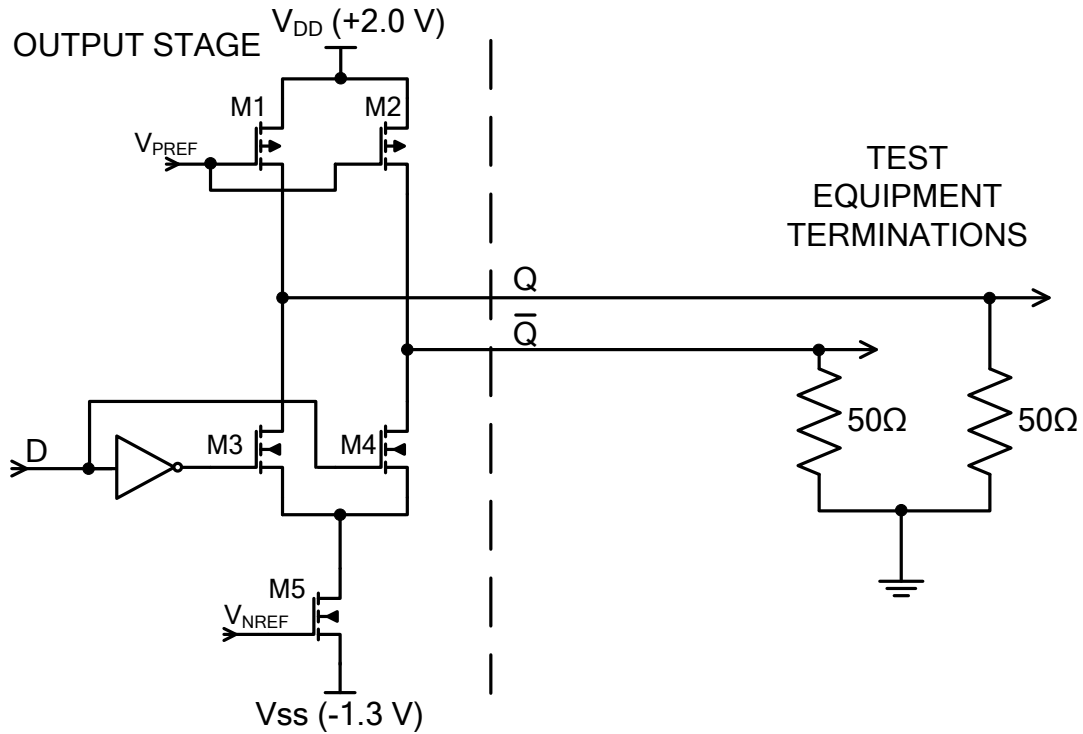 V_DD (+2.0 V)
OUTPUT STAGE
M1
M2
V_PREF
TEST
EQUIPMENT
TERMINATIONS
Q
Q̅
50Ω
50Ω
D
M3
M4
M5
V_NREF
Vss (-1.3 V)